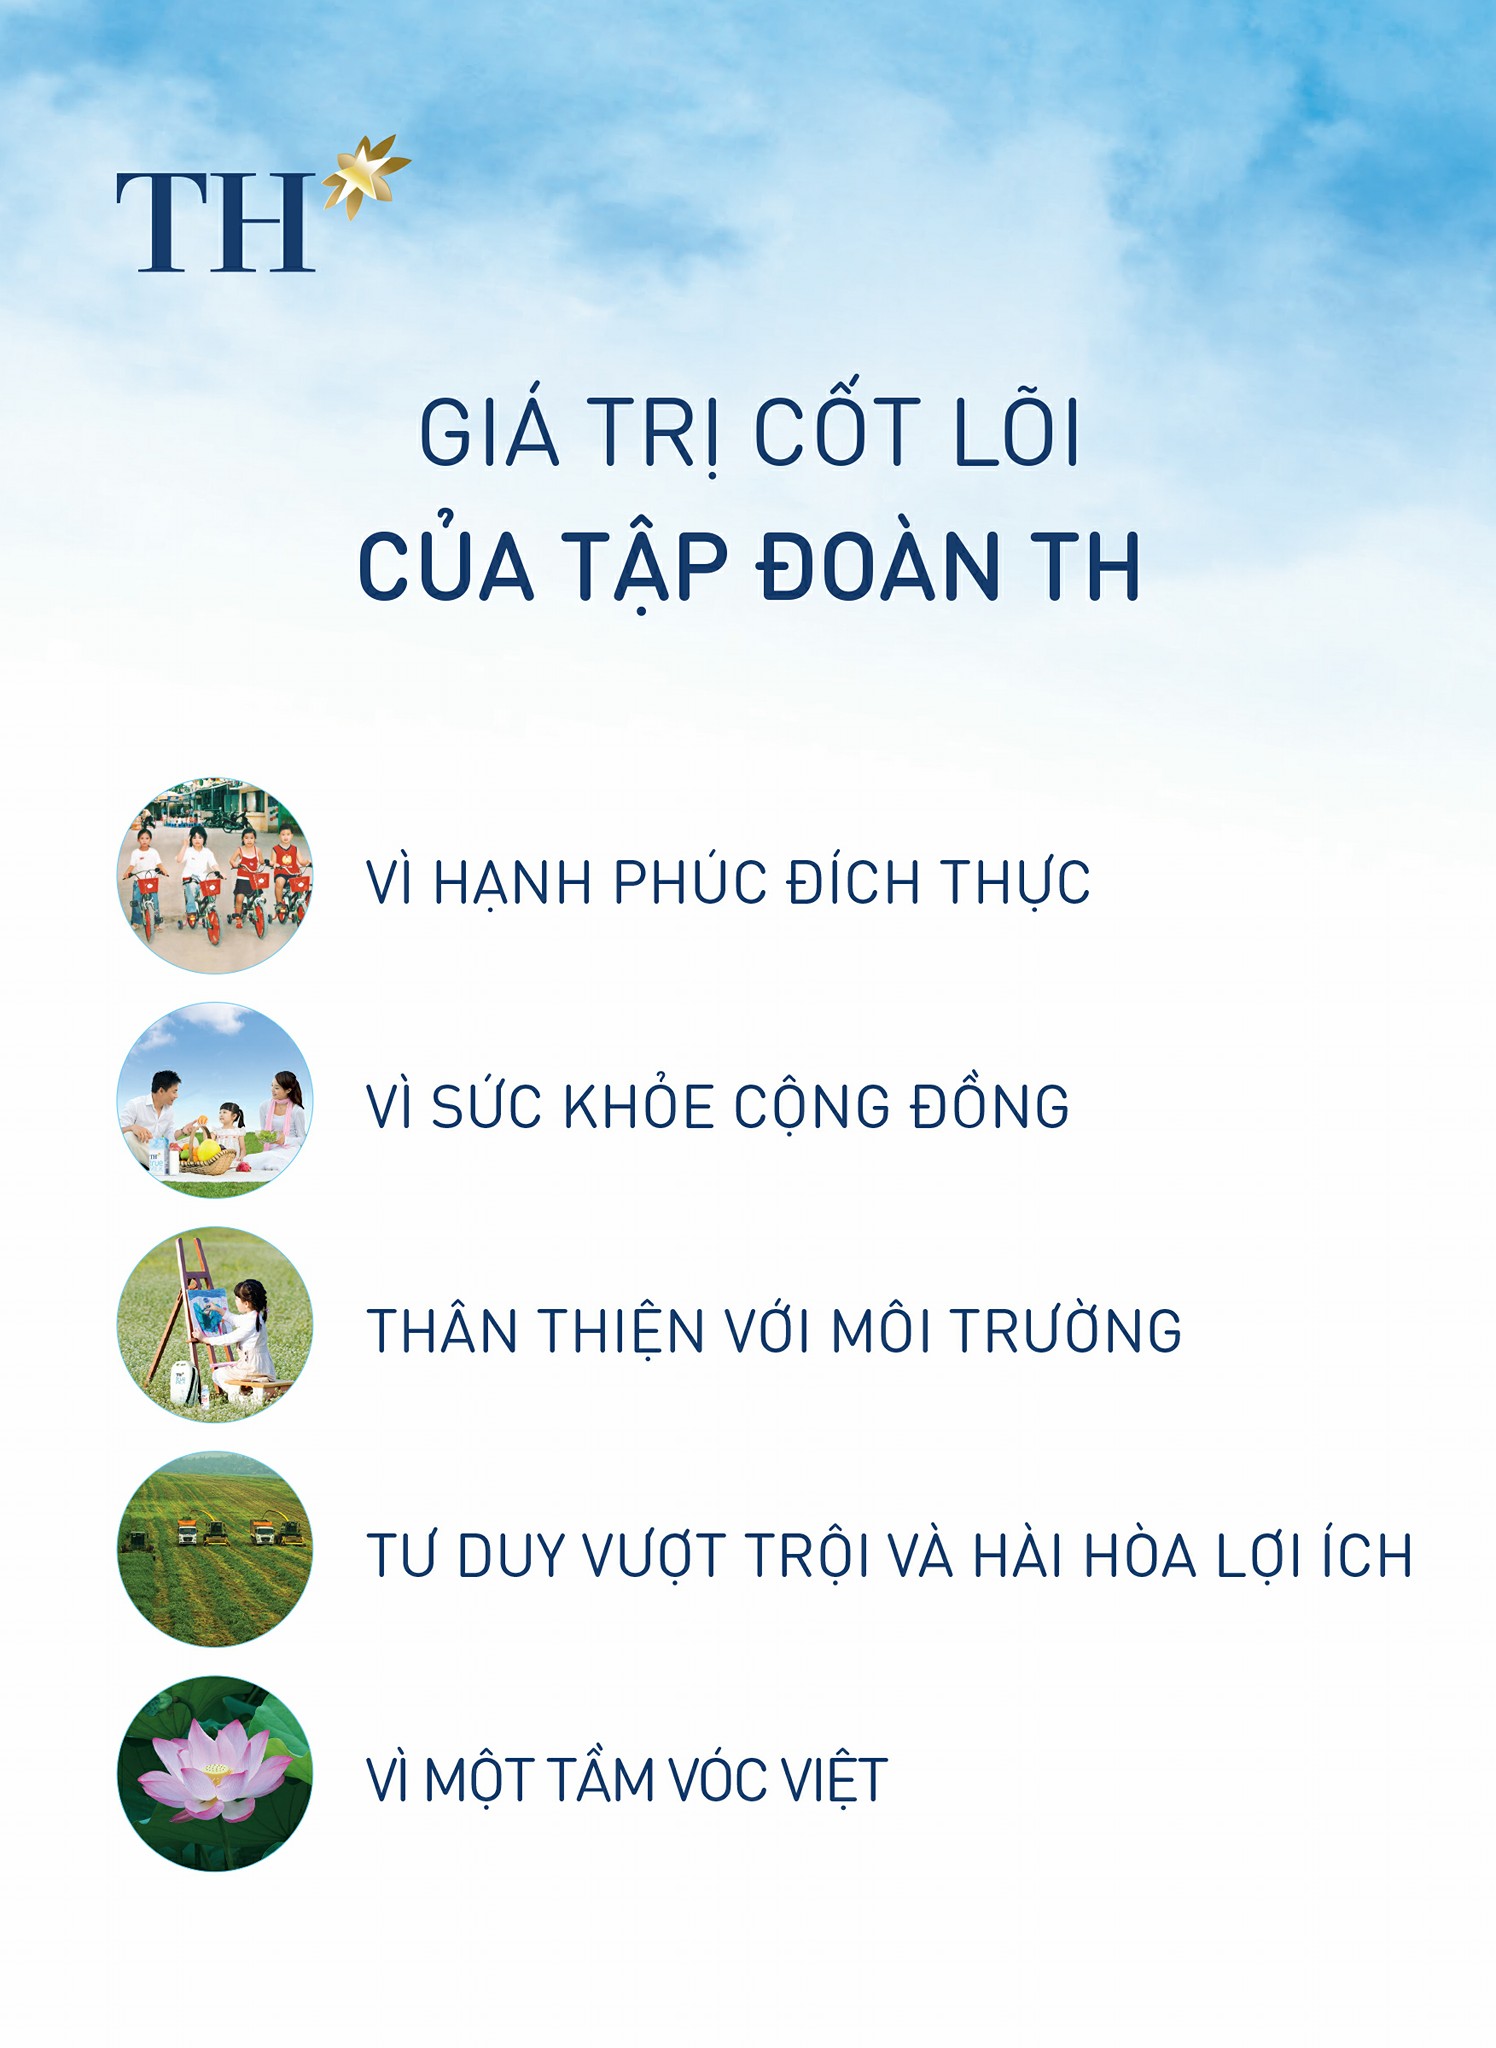 TH
GIÁ TRỊ CỐT LÕI
CỦA TẬP ĐOÀN TH
VÌ HẠNH PHÚC ĐÍCH THỰC
VÌ SỨC KHỎE CỘNG ĐỒNG
THÂN THIỆN VỚI MÔI TRƯỜNG
TƯ DUY VƯỢT TRỘI VÀ HÀI HÒA LỢI ÍCH
VÌ MỘT TẦM VÓC VIỆT